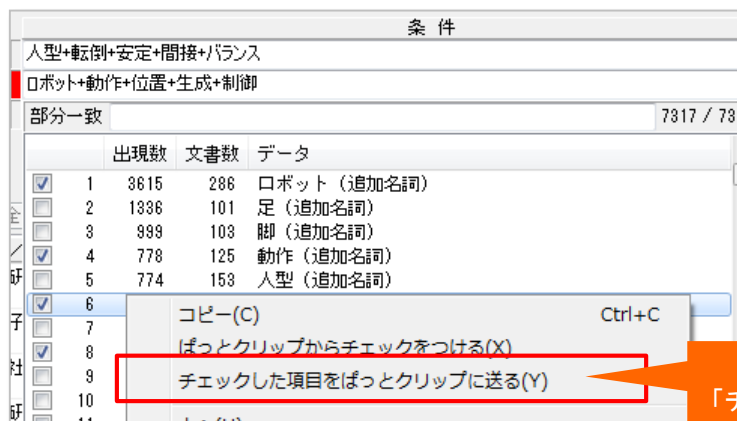 条 件
人型+転倒+安定+間接+バランス
ロボット+動作+位置+生成+制御
部分一致 7317 / 73
出現数 文書数 データ
1 3615 286 ロボット（追加名詞）
2 1336 101 足（追加名詞）
3 999 103 脚（追加名詞）
4 778 125 動作（追加名詞）
5 774 153 人型（追加名詞）
6
7
8
9
10
コピー(C) Ctrl+C
ぱっとクリップからチェックをつける(X)
チェックした項目をぱっとクリップに送る(Y)
「チ
全
研
子
社
研